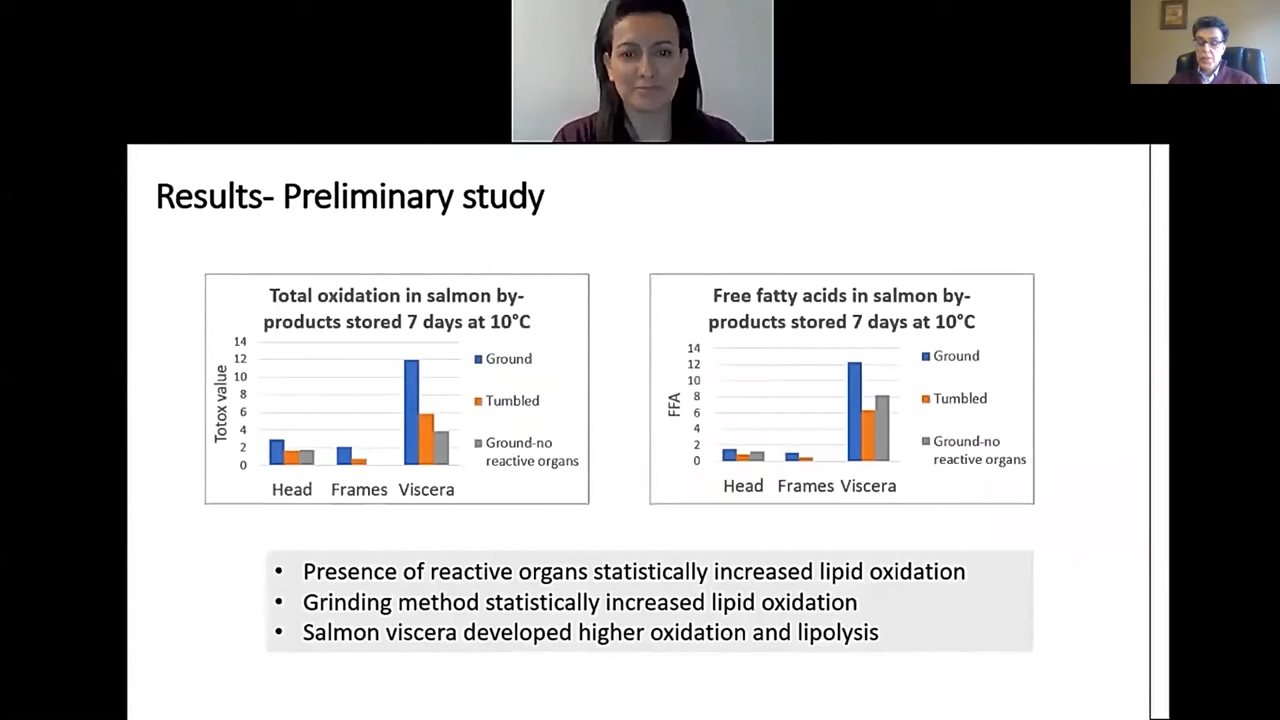 Results- Preliminary study
Total oxidation in salmon by-
products stored 7 days at 10°C
Totox value
14
12
10
8
6
4
2
0
Head Frames Viscera
Ground
Tumbled
Ground-no
reactive organs
Free fatty acids in salmon by-
products stored 7 days at 10°C
FFA
14
12
10
8
6
4
2
0
Head Frames Viscera
Ground
Tumbled
Ground-no
reactive organs
• Presence of reactive organs statistically increased lipid oxidation
• Grinding method statistically increased lipid oxidation
• Salmon viscera developed higher oxidation and lipolysis